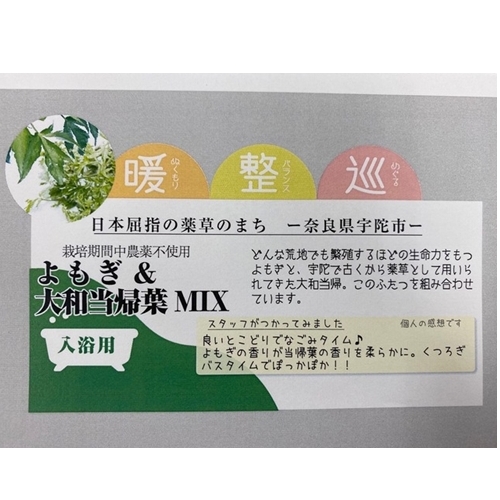 暖 ぬくもり
整 バランス
巡 めぐる
日本屈指の薬草のまち ー奈良県宇陀市ー
栽培期間中農薬不使用
よもぎ &
大和当帰葉 MIX
入浴用
どんな荒地でも繁殖するほどの生命力をもつ
よもぎと、宇陀で古くから薬草として用いら
れてきた大和当帰。このふたつを組み合わせ
ています。
スタッフがつかってみました 個人の感想です
良いとこどりでなごみタイム♪
よもぎの香りが当帰葉の香りを柔らかに。くつろぎ
バスタイムでぽっかぽか！！